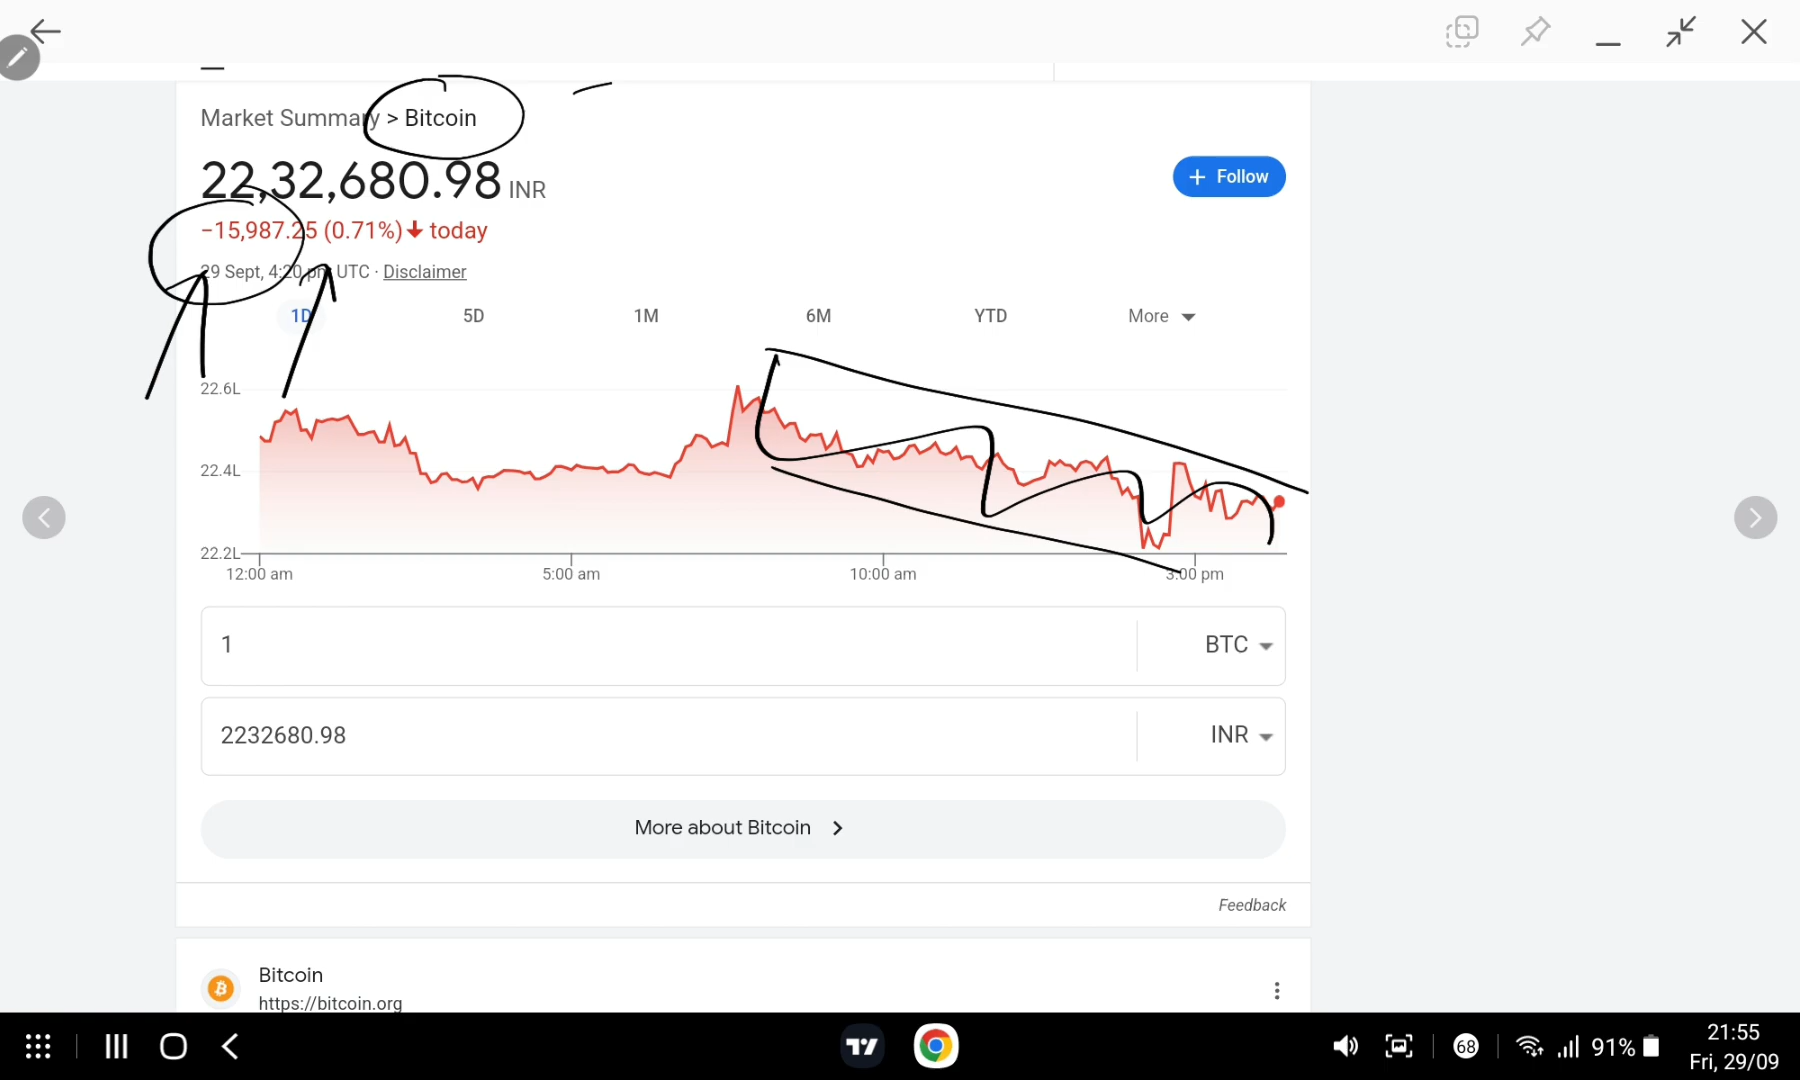 Market Summary > Bitcoin
22,32,680.98 INR
+ Follow
−15,987.25 (0.71%) ↓ today
29 Sept, 4:20 pm UTC · Disclaimer
1D 5D 1M 6M YTD More
22.6L
22.4L
22.2L
12:00 am 5:00 am 10:00 am 3:00 pm
1 BTC
2232680.98 INR
More about Bitcoin
Feedback
Bitcoin
https://bitcoin.org
68 91% 21:55
Fri, 29/09